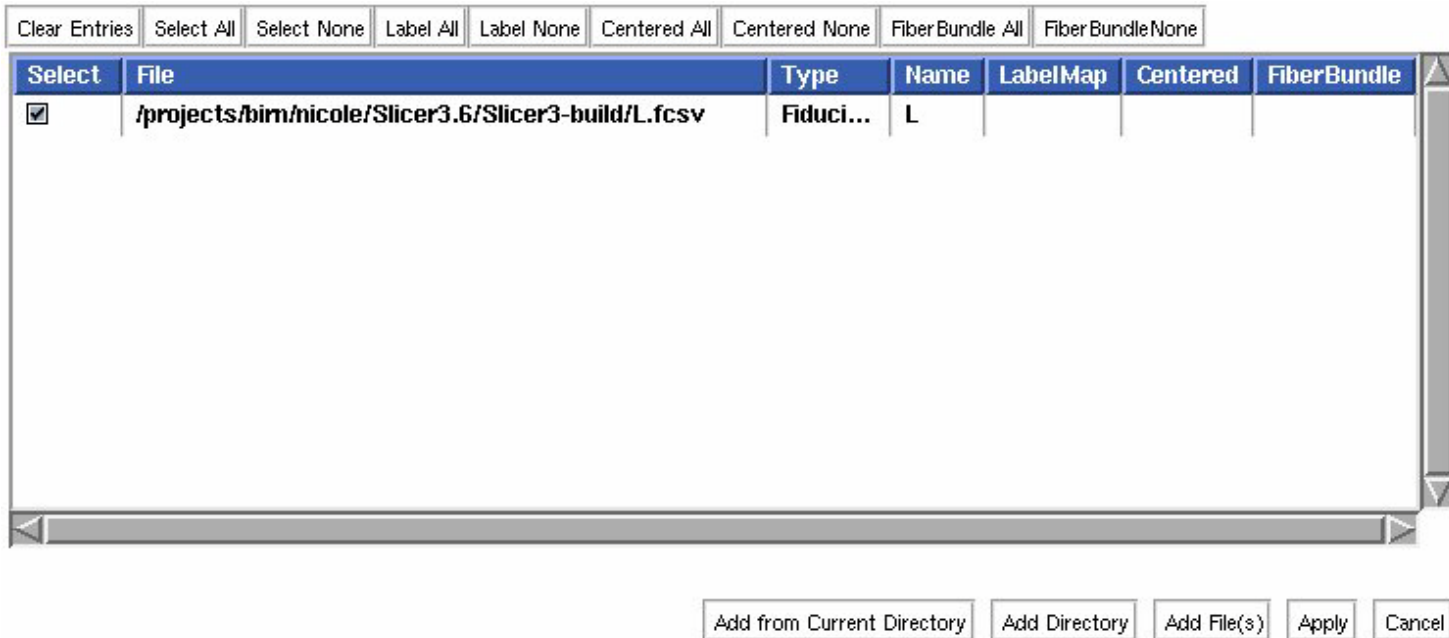 Clear Entries Select All Select None Label All Label None Centered All Centered None FiberBundle All FiberBundleNone
Select File Type Name LabelMap Centered FiberBundle
/projects/birn/nicole/Slicer3.6/Slicer3-build/L.fcsv Fiduci... L
Add from Current Directory Add Directory Add File(s) Apply Cancel